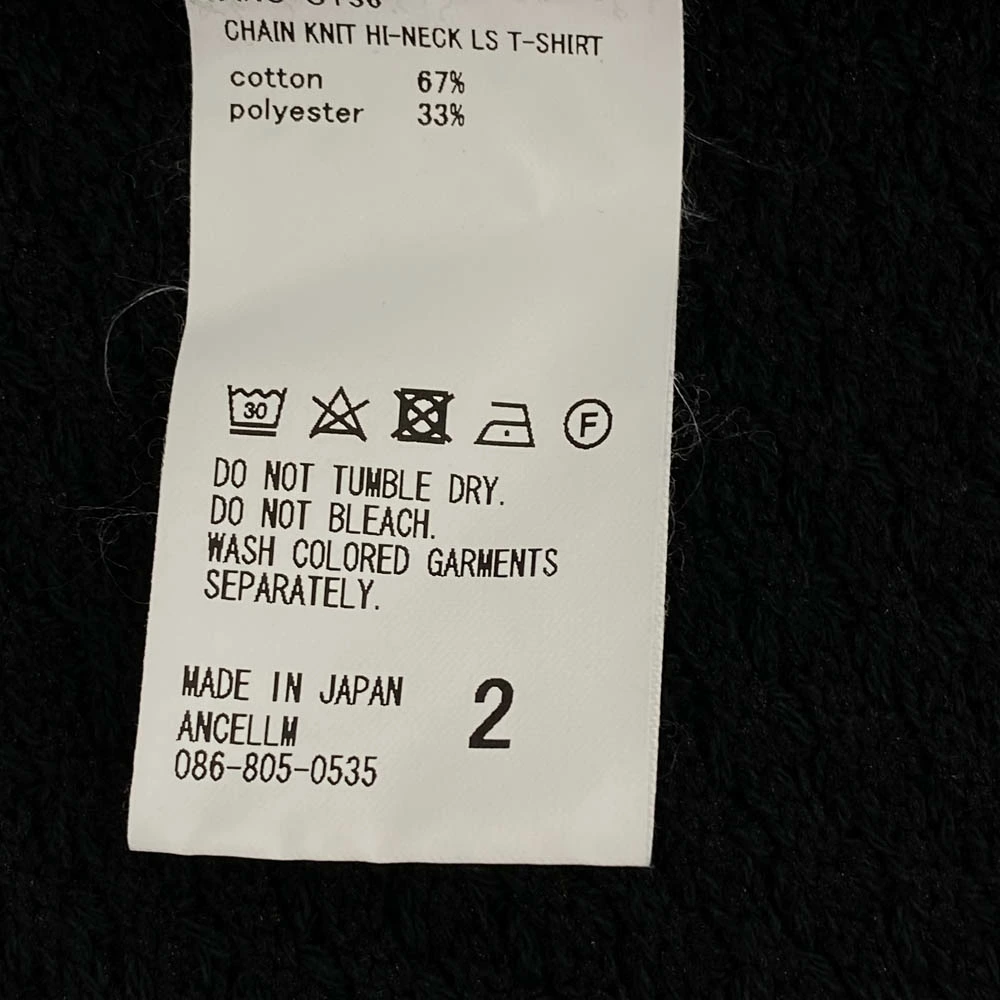 CHAIN KNIT HI-NECK LS T-SHIRT
cotton 67%
polyester 33%
30
F
DO NOT TUMBLE DRY.
DO NOT BLEACH.
WASH COLORED GARMENTS
SEPARATELY.
MADE IN JAPAN
ANCELLM
086-805-0535
2